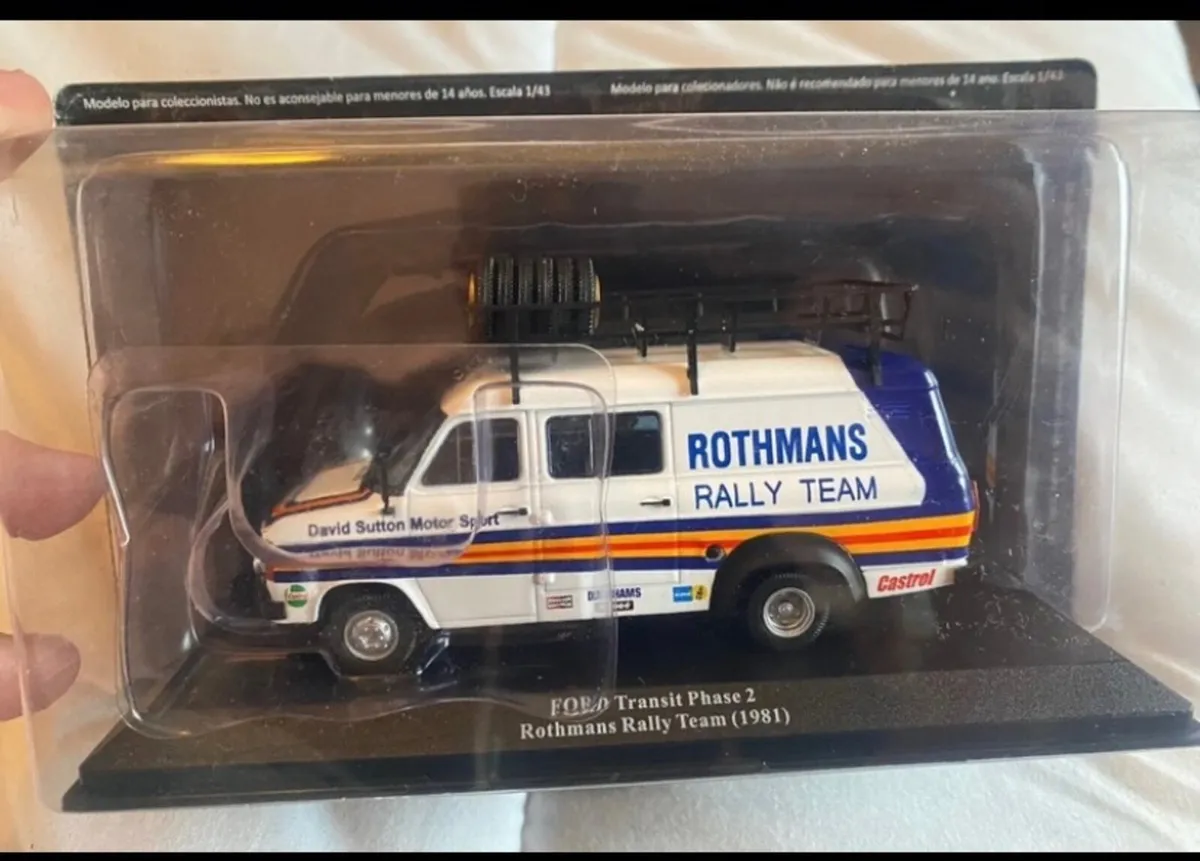 Modelo para coleccionistas. No es aconsejable para menores de 14 años. Escala 1/43
Modelo para colecionadores. Não é recomendado para menores de 14 ano. Escala 1/43
ROTHMANS
RALLY TEAM
David Sutton Motor Sport
Castrol
FORD Transit Phase 2
Rothmans Rally Team (1981)